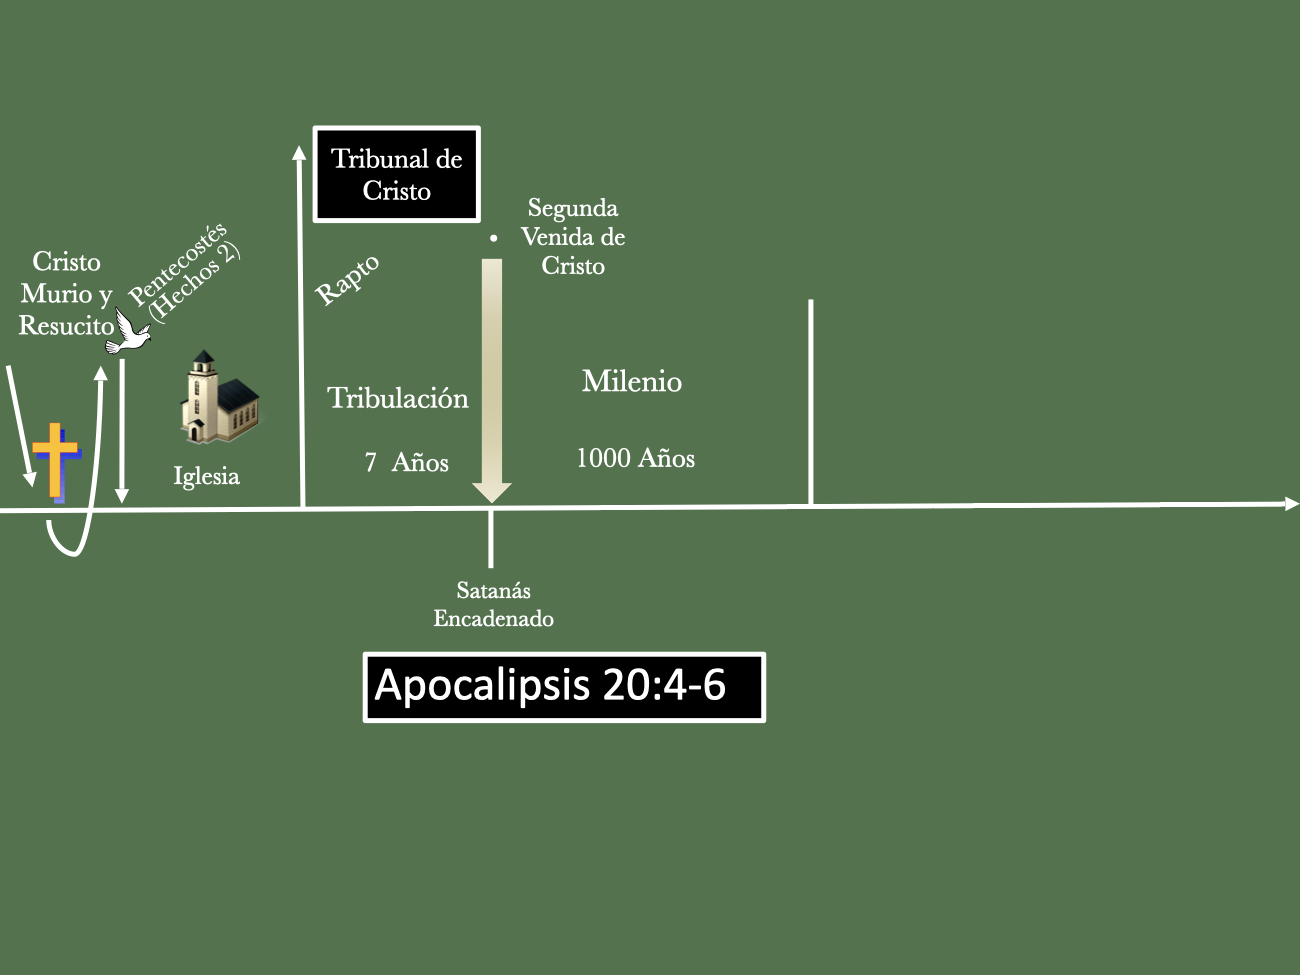 Cristo
Murio y
Resucito
Pentecostés
(Hechos 2)
Iglesia
Rapto
Tribunal de
Cristo
Tribulación
7 Años
• Segunda
Venida de
Cristo
Milenio
1000 Años
Satanás
Encadenado
Apocalipsis 20:4-6